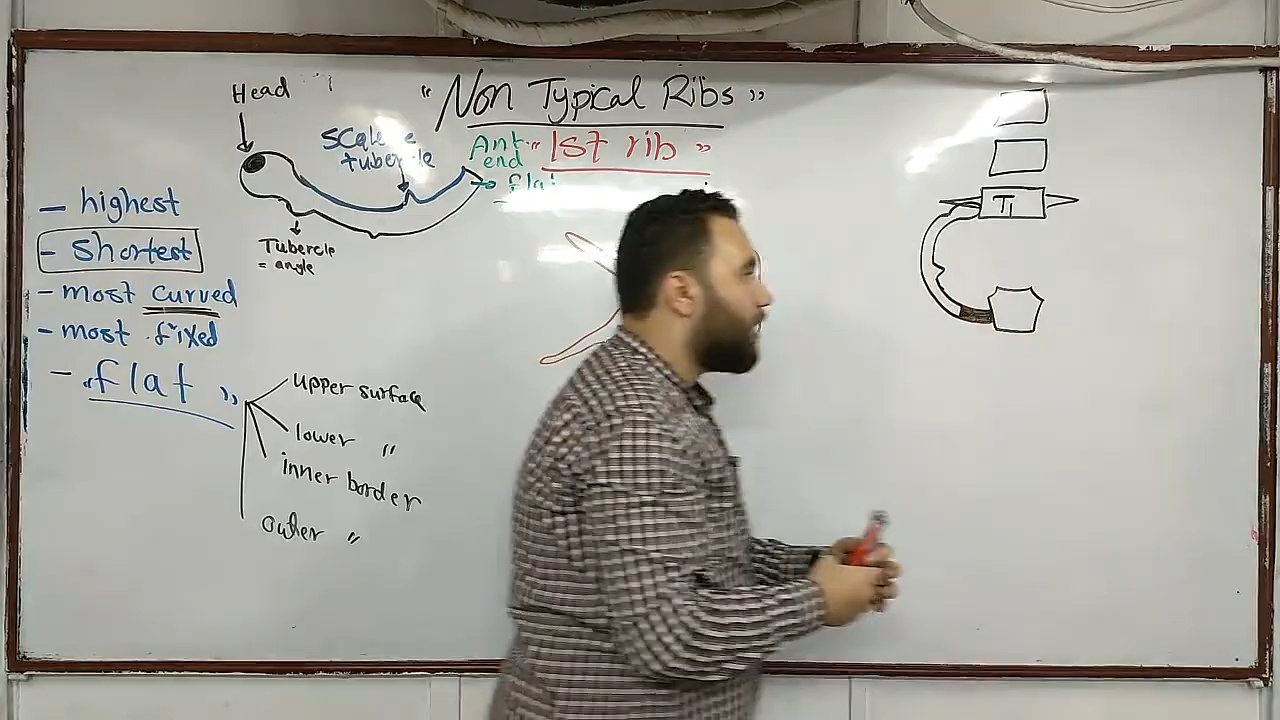 Head
" Non Typical Ribs "
Scalene
tubercle
Ant.
end
" 1st rib "
→ flat
Tubercle
= angle
- highest
- shortest
- most curved
- most fixed
- "flat"
upper surface
lower "
inner border
outer "
T1